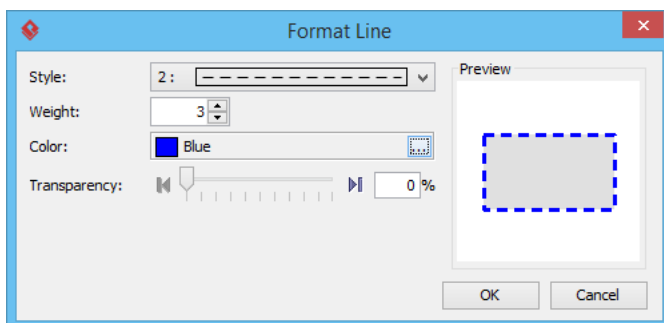 Format Line
Style: 2 :
Preview
Weight: 3
Color: Blue ...
Transparency: 0 %
OK Cancel